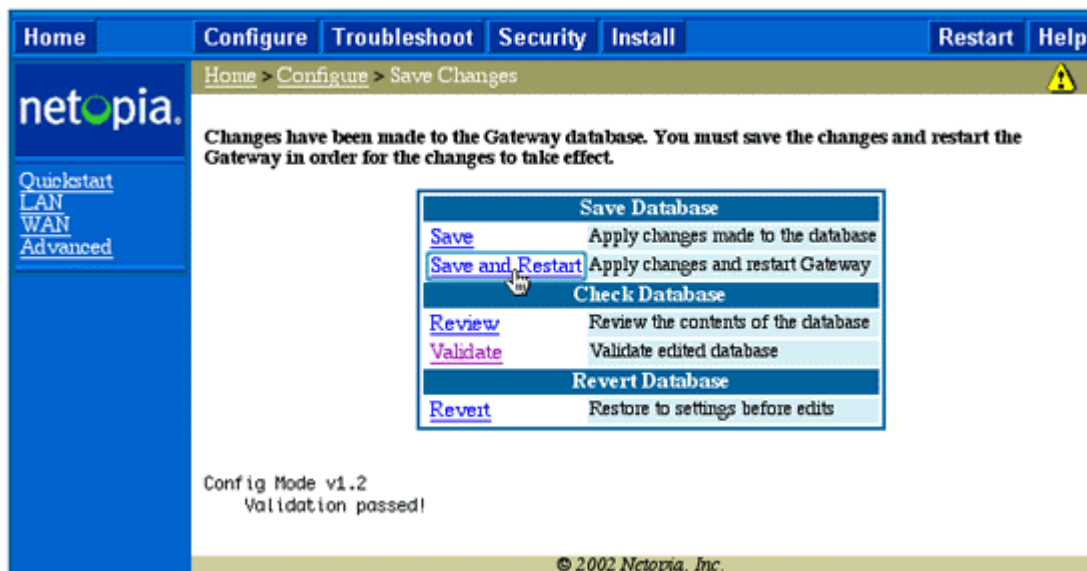 Home Configure Troubleshoot Security Install Restart Help
netopia.
Home > Configure > Save Changes
Quickstart
LAN
WAN
Advanced
Changes have been made to the Gateway database. You must save the changes and restart the
Gateway in order for the changes to take effect.
Save Database
Save Apply changes made to the database
Save and Restart Apply changes and restart Gateway
Check Database
Review Review the contents of the database
Validate Validate edited database
Revert Database
Revert Restore to settings before edits
Config Mode v1.2
Validation passed!
© 2002 Netopia, Inc.